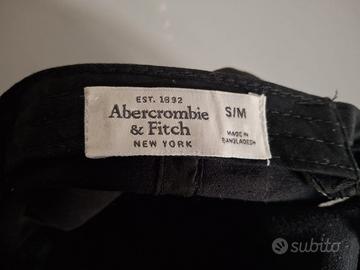 EST. 1892
Abercrombie
& Fitch
NEW YORK
S/M
MADE IN
BANGLADESH
subito